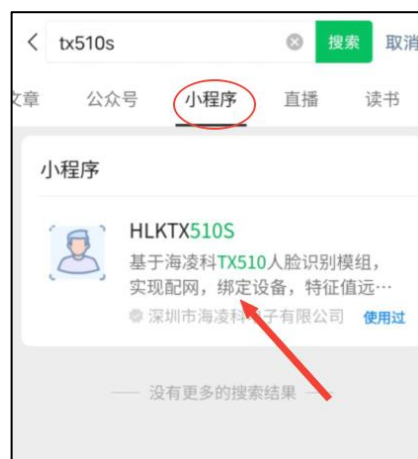 tx510s 搜索 取消
文章 公众号 小程序 直播 读书
小程序
HLKTX510S
基于海凌科TX510人脸识别模组，
实现配网，绑定设备，特征值远…
深圳市海凌科电子有限公司 使用过
没有更多的搜索结果